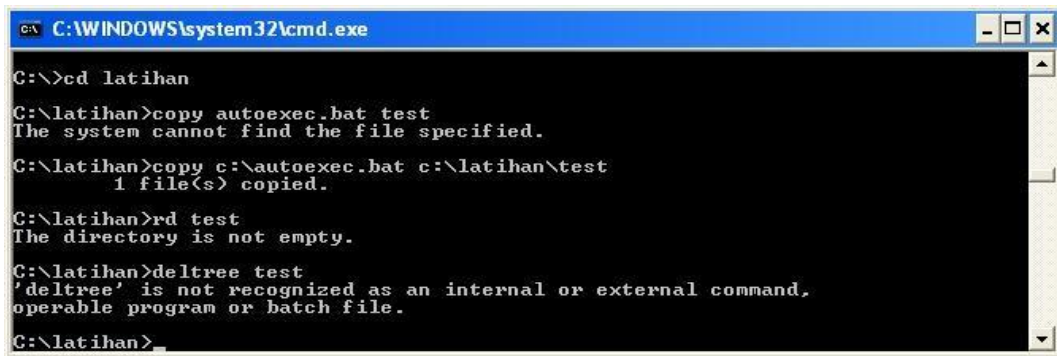 C:\WINDOWS\system32\cmd.exe
C:\>cd latihan
C:\latihan>copy autoexec.bat test
The system cannot find the file specified.
C:\latihan>copy c:\autoexec.bat c:\latihan\test
        1 file(s) copied.
C:\latihan>rd test
The directory is not empty.
C:\latihan>deltree test
'deltree' is not recognized as an internal or external command,
operable program or batch file.
C:\latihan>_